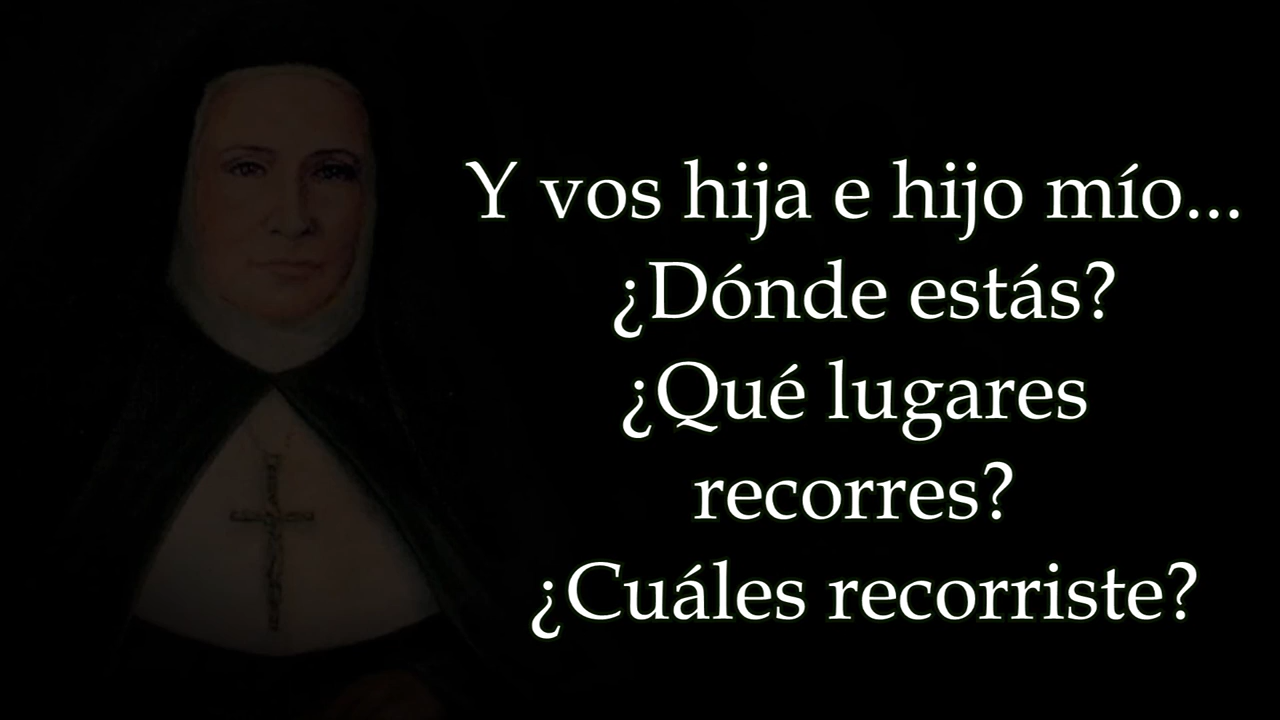 Y vos hija e hijo mío...
¿Dónde estás?
¿Qué lugares
recorres?
¿Cuáles recorriste?